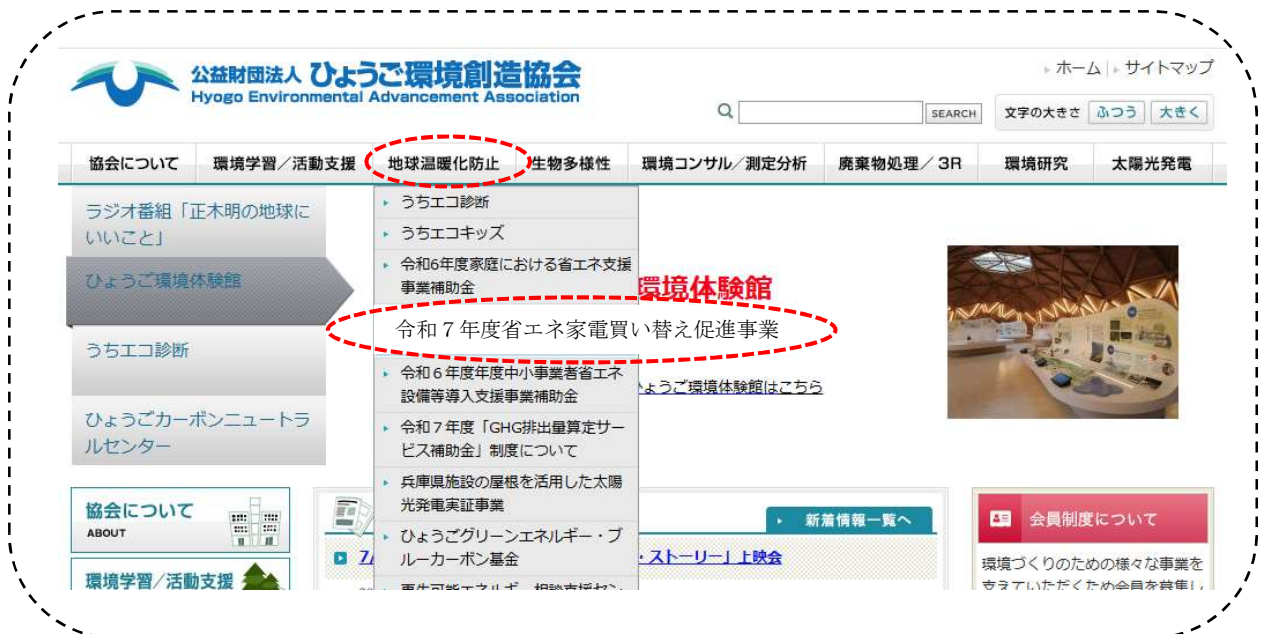 公益財団法人 ひょうご環境創造協会
Hyogo Environmental Advancement Association
ホーム
サイトマップ
SEARCH
文字の大きさ ふつう 大きく
協会について 環境学習／活動支援 地球温暖化防止 生物多様性 環境コンサル／測定分析 廃棄物処理／3R 環境研究 太陽光発電
ラジオ番組「正木明の地球に
いいこと」
ひょうご環境体験館
うちエコ診断
ひょうごカーボンニュートラ
ルセンター
うちエコ診断
うちエコキッズ
令和6年度家庭における省エネ支援
事業補助金
令和７年度省エネ家電買い替え促進事業
令和６年度年度中小事業者省エネ
設備等導入支援事業補助金
令和７年度「GHG排出量算定サー
ビス補助金」制度について
兵庫県施設の屋根を活用した太陽
光発電実証事業
ひょうごグリーンエネルギー・ブ
ルーカーボン基金
環境体験館
ひょうご環境体験館はこちら
協会について
ABOUT
環境学習／活動支援
新着情報一覧へ
7/
・ストーリー」上映会
会員制度について
環境づくりのための様々な事業を